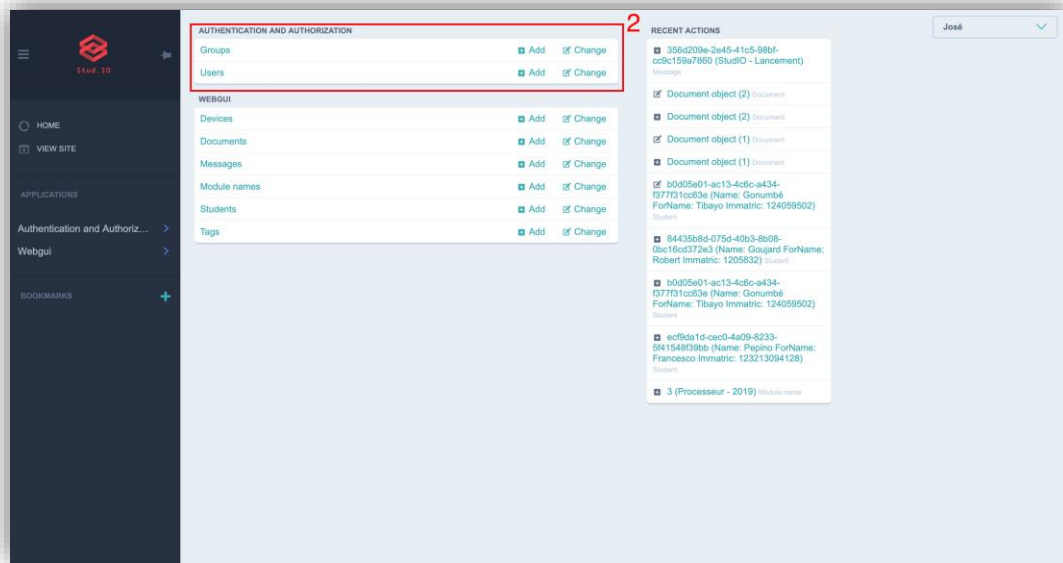 Stud.IO
HOME
VIEW SITE
APPLICATIONS
Authentication and Authoriz...
Webgui
BOOKMARKS
AUTHENTICATION AND AUTHORIZATION
2
Groups Add Change
Users Add Change
WEBGUI
Devices Add Change
Documents Add Change
Messages Add Change
Module names Add Change
Students Add Change
Tags Add Change
RECENT ACTIONS
356d209e-2e45-41c5-98bf-
cc9c159a7860 (StudIO - Lancement)
Message
Document object (2) Document
Document object (2) Document
Document object (1) Document
Document object (1) Document
b0d05e01-ac13-4c6c-a434-
f377f31cc63e (Name: Gonumbé
ForName: Tibayo Immatric: 124059502)
Student
84435b8d-075d-40b3-8b08-
0bc16cd372e3 (Name: Goujard ForName:
Robert Immatric: 1205832) Student
b0d05e01-ac13-4c6c-a434-
f377f31cc63e (Name: Gonumbé
ForName: Tibayo Immatric: 124059502)
Student
ecf9da1d-cec0-4a09-8233-
5f41548f39bb (Name: Pepino ForName:
Francesco Immatric: 123213094128)
Student
3 (Processeur - 2019) Module name
José